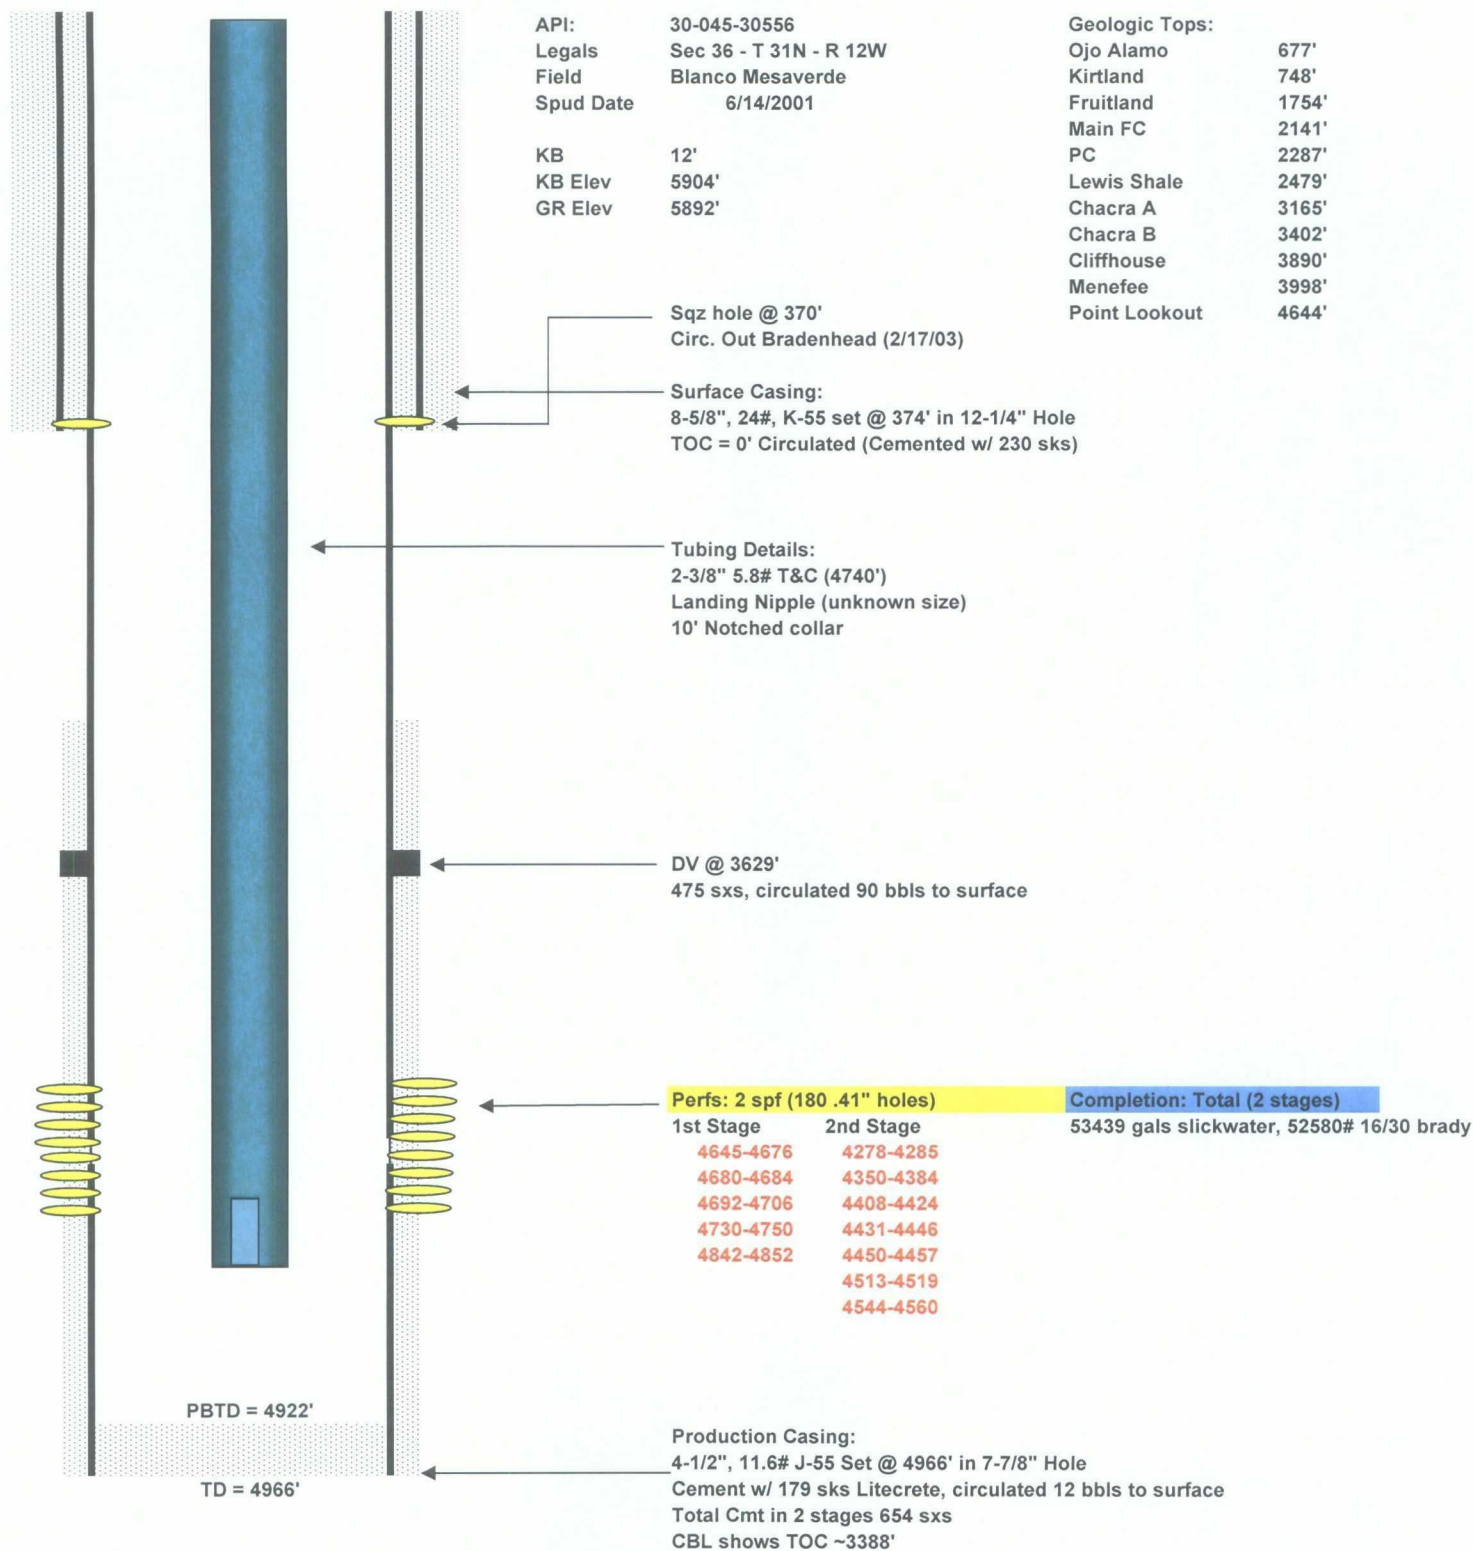 API: 30-045-30556
Legals Sec 36 - T 31N - R 12W
Field Blanco Mesaverde
Spud Date 6/14/2001
KB 12'
KB Elev 5904'
GR Elev 5892'
Geologic Tops:
Ojo Alamo 677'
Kirtland 748'
Fruitland 1754'
Main FC 2141'
PC 2287'
Lewis Shale 2479'
Chacra A 3165'
Chacra B 3402'
Cliffhouse 3890'
Menefee 3998'
Point Lookout 4644'
Sqz hole @ 370'
Circ. Out Bradenhead (2/17/03)
Surface Casing:
8-5/8", 24#, K-55 set @ 374' in 12-1/4" Hole
TOC = 0' Circulated (Cemented w/ 230 sks)
Tubing Details:
2-3/8" 5.8# T&C (4740')
Landing Nipple (unknown size)
10' Notched collar
DV @ 3629'
475 sxs, circulated 90 bbls to surface
Perfs: 2 spf (180 .41" holes) Completion: Total (2 stages)
1st Stage 2nd Stage 53439 gals slickwater, 52580# 16/30 brady
4645-4676 4278-4285
4680-4684 4350-4384
4692-4706 4408-4424
4730-4750 4431-4446
4842-4852 4450-4457
4513-4519
4544-4560
PBTD = 4922'
TD = 4966'
Production Casing:
4-1/2", 11.6# J-55 Set @ 4966' in 7-7/8" Hole
Cement w/ 179 sks Litecrete, circulated 12 bbls to surface
Total Cmt in 2 stages 654 sxs
CBL shows TOC ~3388'